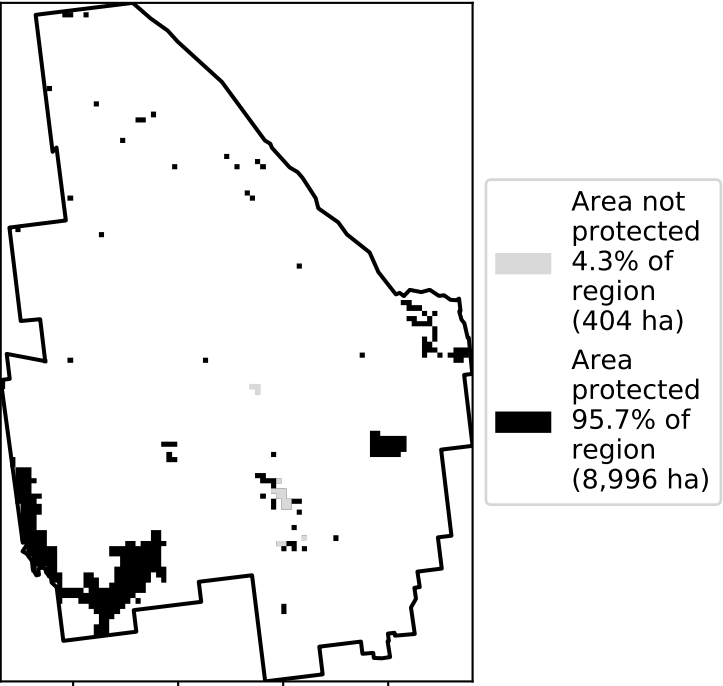 Area not
protected
4.3% of
region
(404 ha)
Area
protected
95.7% of
region
(8,996 ha)